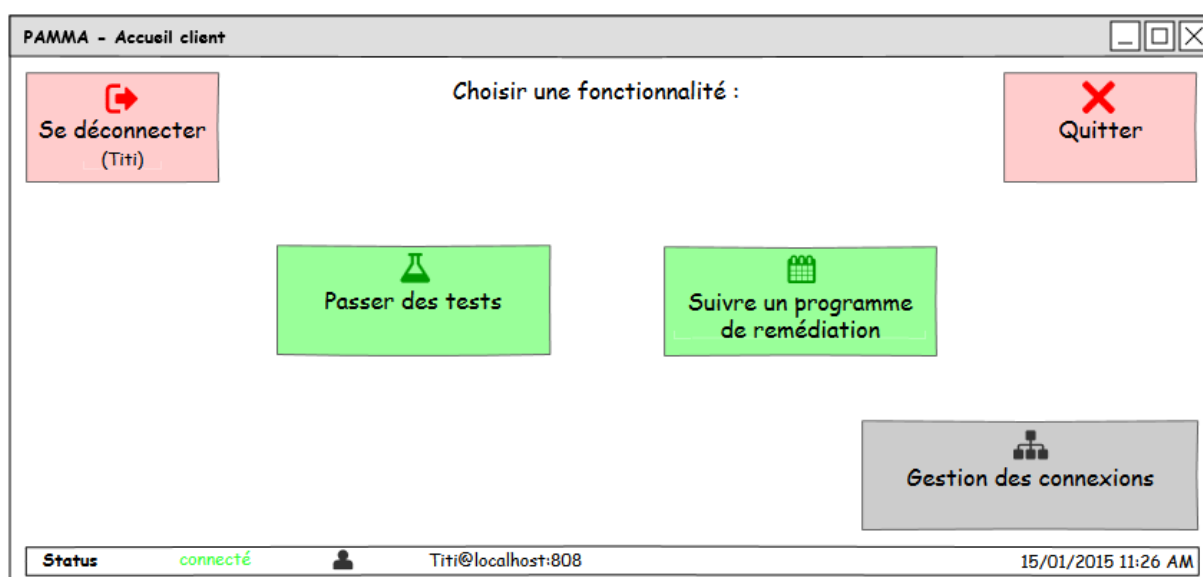 PAMMA - Accueil client
Choisir une fonctionnalité :
Se déconnecter
(Titi)
Quitter
Passer des tests
Suivre un programme
de remédiation
Gestion des connexions
Status connecté Titi@localhost:808 15/01/2015 11:26 AM